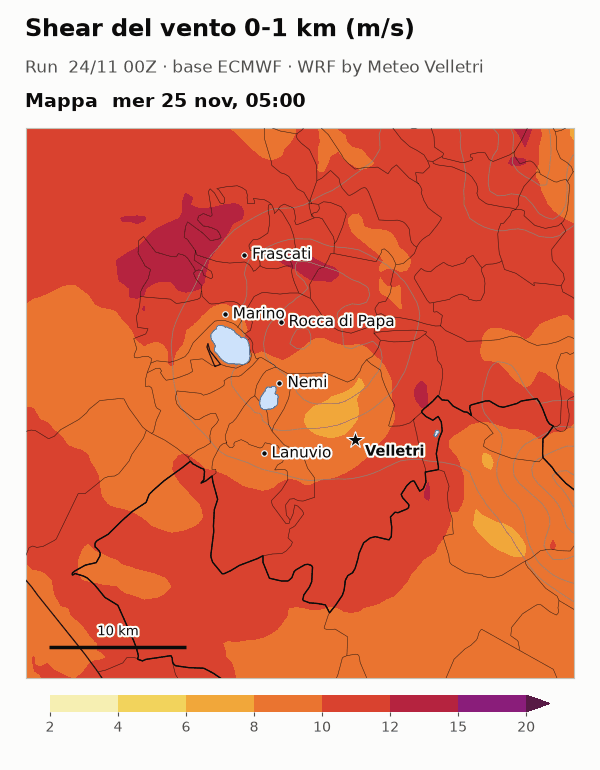 Shear del vento 0-1 km (m/s)
Run  24/11 00Z · base ECMWF · WRF by Meteo Velletri
Mappa  mer 25 nov, 05:00
Frascati
Marino
Rocca di Papa
Nemi
Velletri
Lanuvio
10 km
2 4 6 8 10 12 15 20